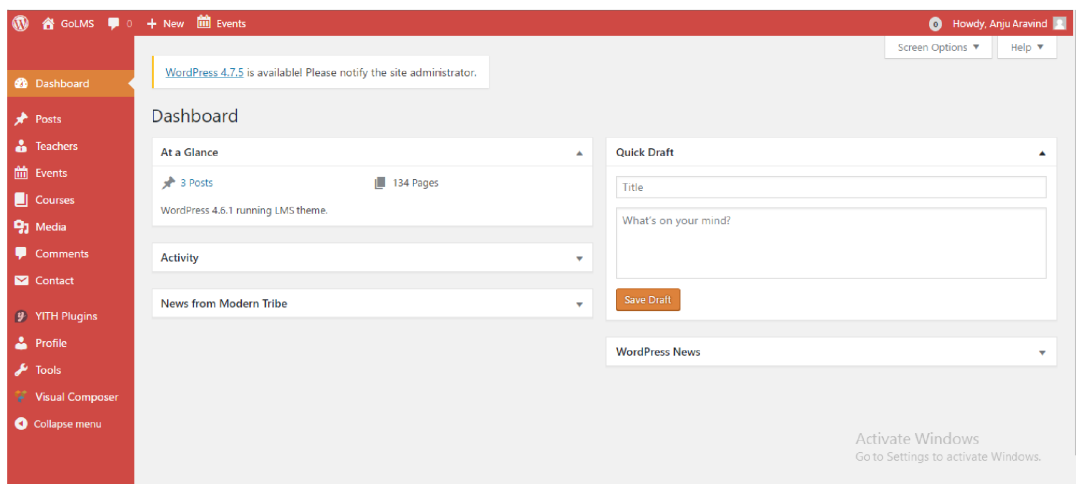 GoLMS 0 New Events 0 Howdy, Anju Aravind
Screen Options Help
WordPress 4.7.5 is available! Please notify the site administrator.
Dashboard
Posts
Teachers
Events
Courses
Media
Comments
Contact
YITH Plugins
Profile
Tools
Visual Composer
Collapse menu
Dashboard
At a Glance
3 Posts 134 Pages
WordPress 4.6.1 running LMS theme.
Activity
News from Modern Tribe
Quick Draft
Title
What's on your mind?
Save Draft
WordPress News
Activate Windows
Go to Settings to activate Windows.